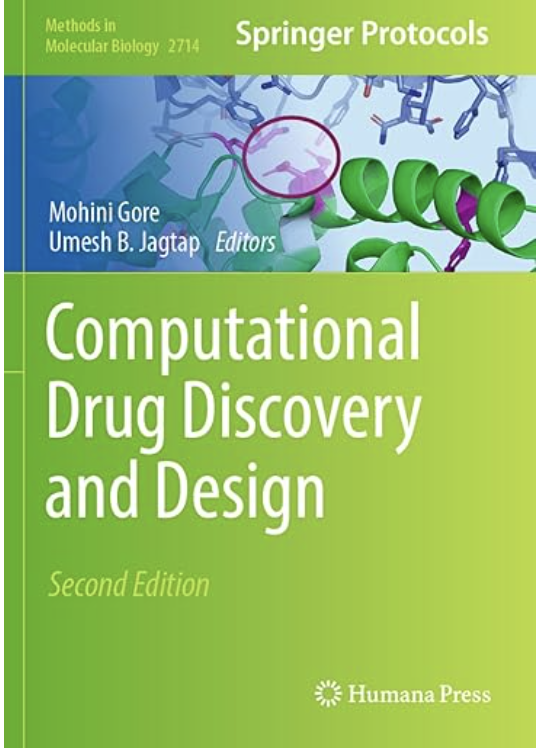 Methods in
Molecular Biology 2714
Springer Protocols
Mohini Gore
Umesh B. Jagtap Editors
Computational
Drug Discovery
and Design
Second Edition
Humana Press